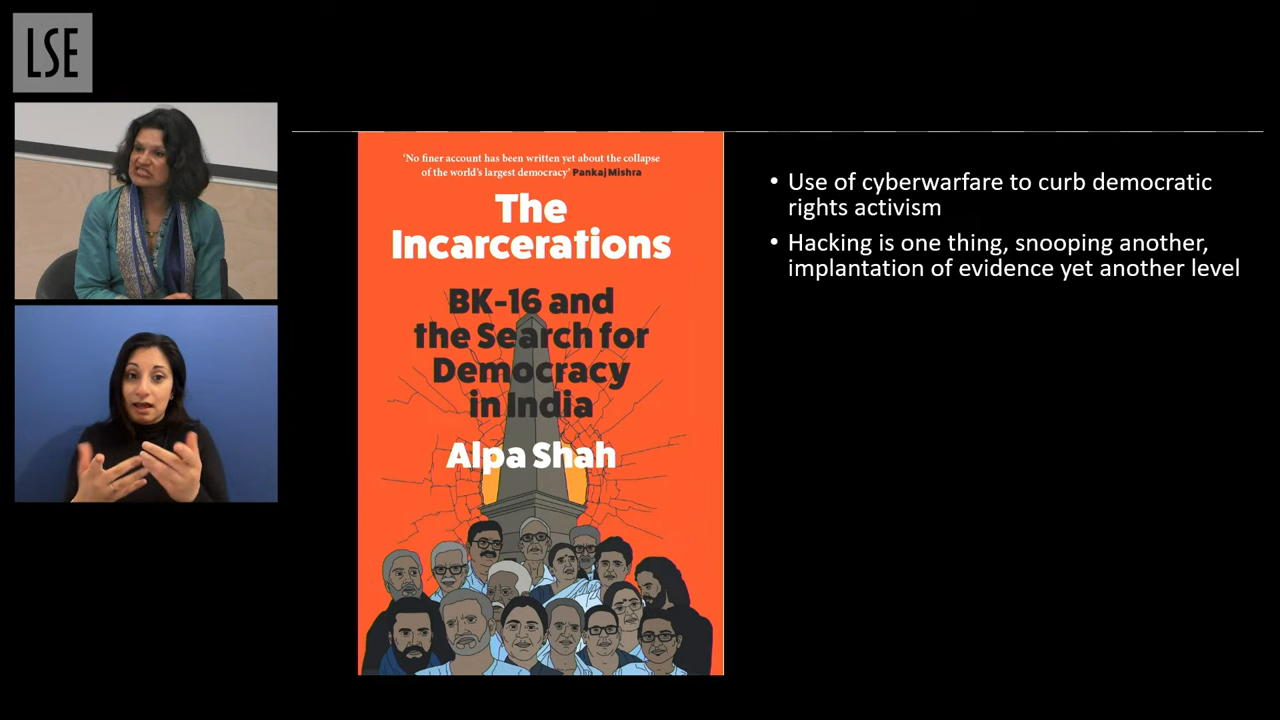 LSE
‘No finer account has been written yet about the collapse
of the world’s largest democracy’ Pankaj Mishra
The
Incarcerations
BK-16 and
the Search for
Democracy
in India
Alpa Shah
• Use of cyberwarfare to curb democratic
rights activism
• Hacking is one thing, snooping another,
implantation of evidence yet another level